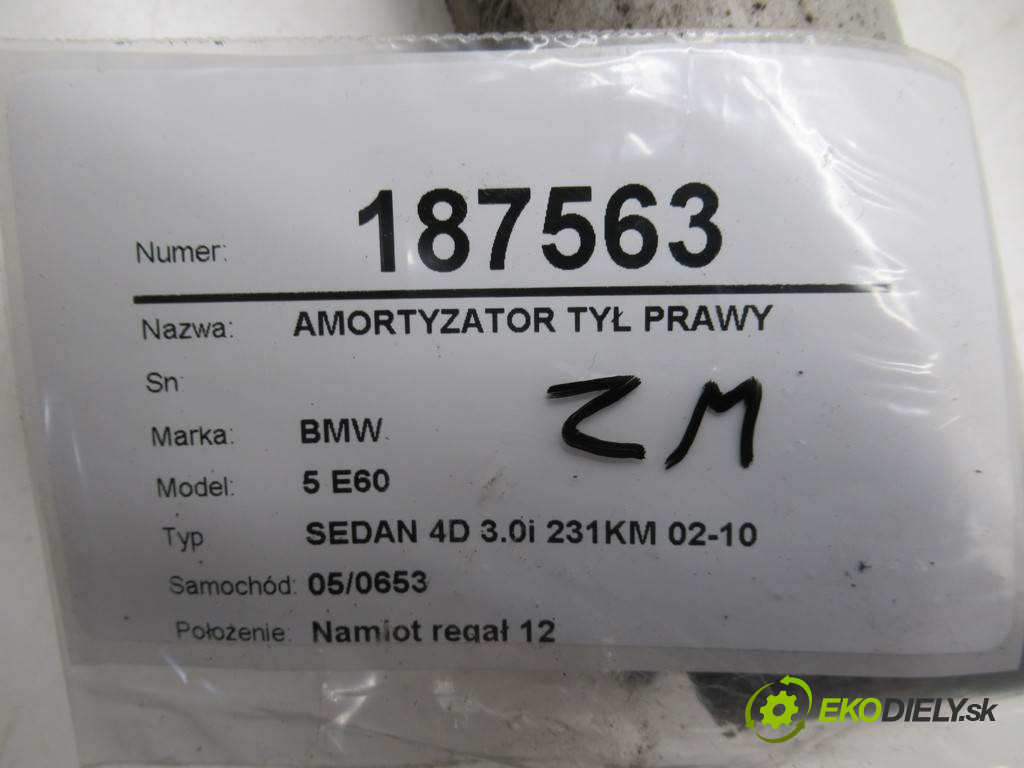 Numer: 187563
Nazwa: AMORTYZATOR TYŁ PRAWY
Sn
ZM
Marka: BMW
Model: 5 E60
Typ SEDAN 4D 3.0i 231KM 02-10
Samochód: 05/0653
Położenie: Namiot regał 12
EKODIELY.sk